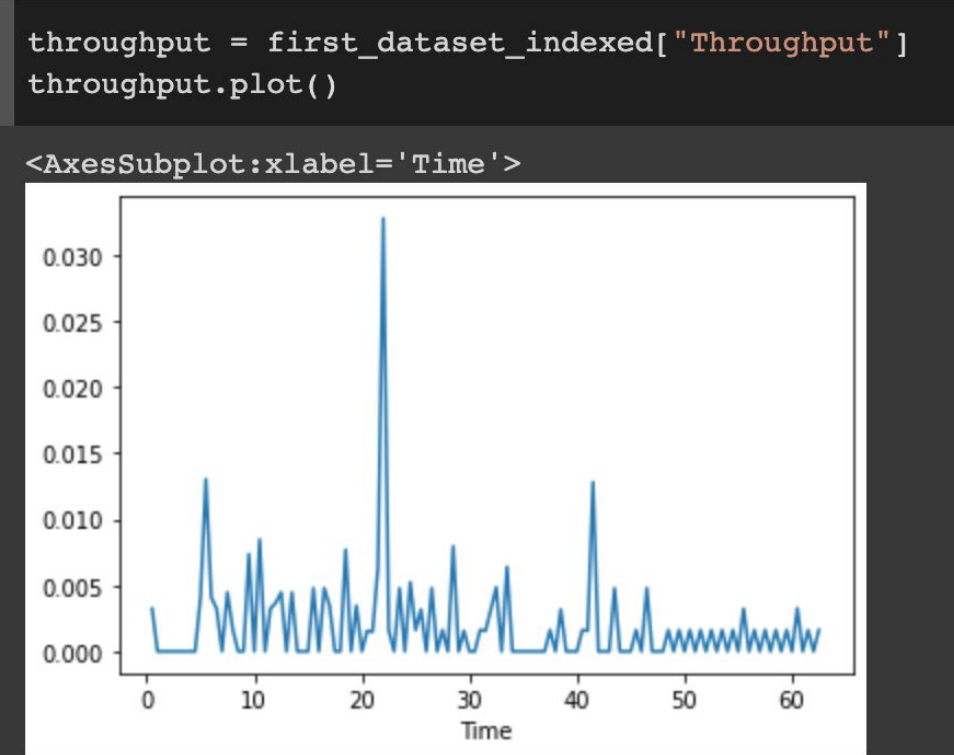 throughput = first_dataset_indexed["Throughput"]
throughput.plot()
<AxesSubplot:xlabel='Time'>
0.030
0.025
0.020
0.015
0.010
0.005
0.000
0 10 20 30 40 50 60
Time